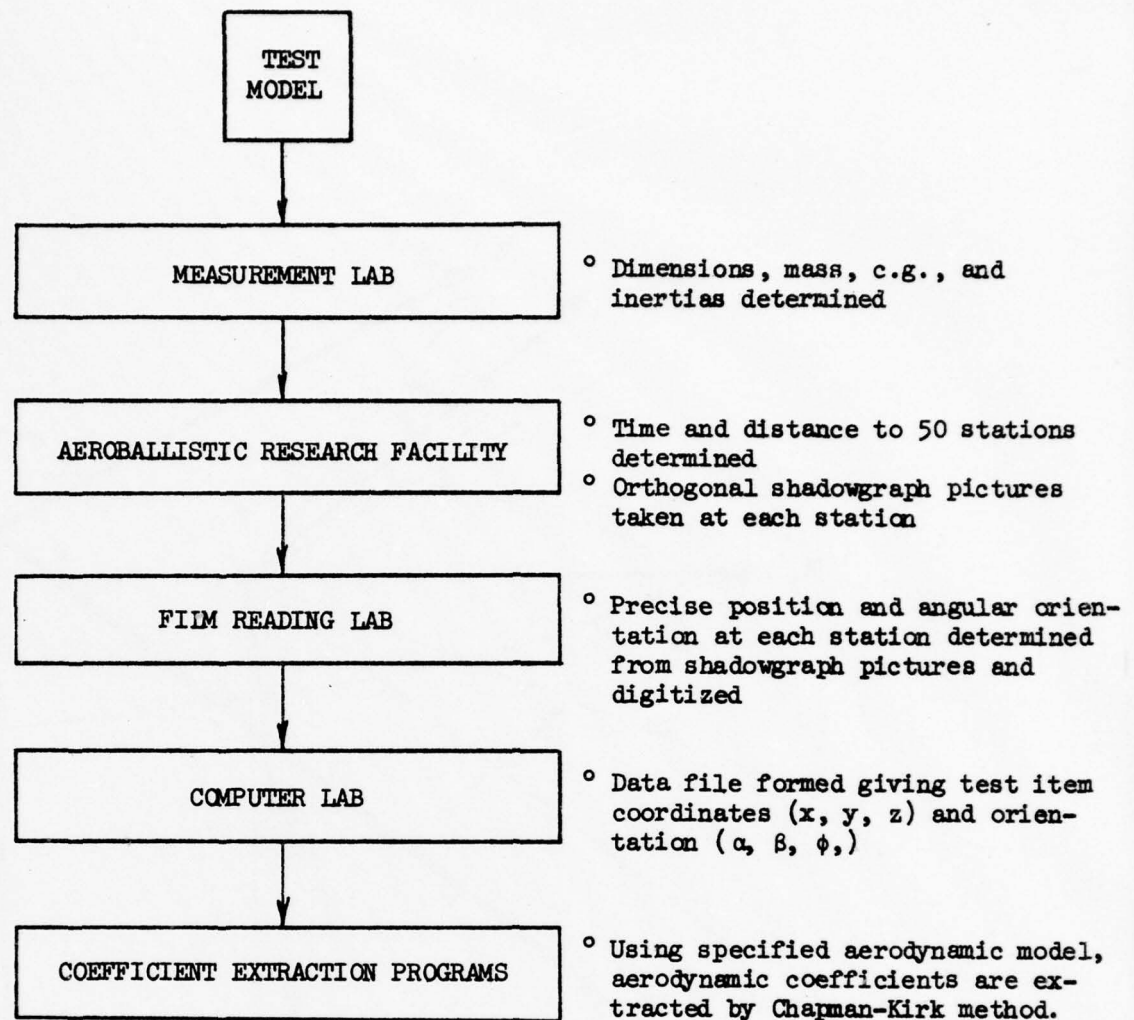 TEST
MODEL
MEASUREMENT LAB
° Dimensions, mass, c.g., and
inertias determined
AEROBALLISTIC RESEARCH FACILITY
° Time and distance to 50 stations
determined
° Orthogonal shadowgraph pictures
taken at each station
FILM READING LAB
° Precise position and angular orien-
tation at each station determined
from shadowgraph pictures and
digitized
COMPUTER LAB
° Data file formed giving test item
coordinates (x, y, z) and orien-
tation (α, β, ϕ,)
COEFFICIENT EXTRACTION PROGRAMS
° Using specified aerodynamic model,
aerodynamic coefficients are ex-
tracted by Chapman-Kirk method.